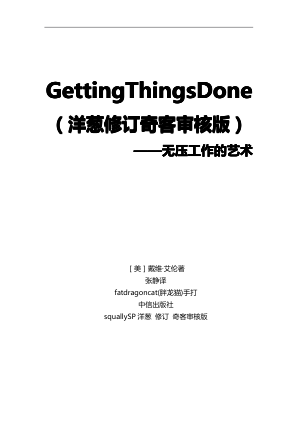 GettingThingsDone
（洋葱修订奇客审核版）
——无压工作的艺术
［美］戴维·艾伦著
张静译
fatdragoncat(胖龙猫)手打
中信出版社
squallySP 洋葱 修订 奇客审核版